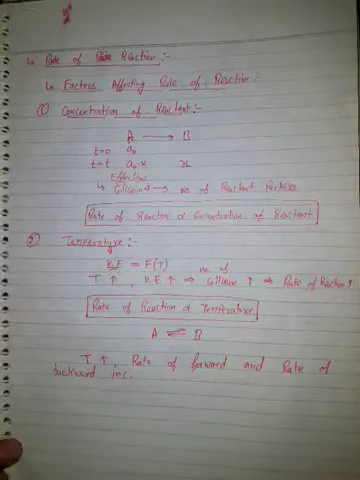 ↳ Rate of Reaction :-
↳ Factors Affecting Rate of Reaction :-
① Concentration of Reactant :-
A → B
t=0 a₀
t=t a₀-x x
Effective
↳ Collision → no of Reactant Particles
Rate of Reaction α Concentration of Reactant
② Temperature :-
KE = F(T)
no of
T ↑ , KE ↑ ⇒ Collision ↑ ⇒ Rate of Reaction ↑
Rate of Reaction α Temperature
A ⇌ B
T ↑, Rate of forward and Rate of
backward inc.